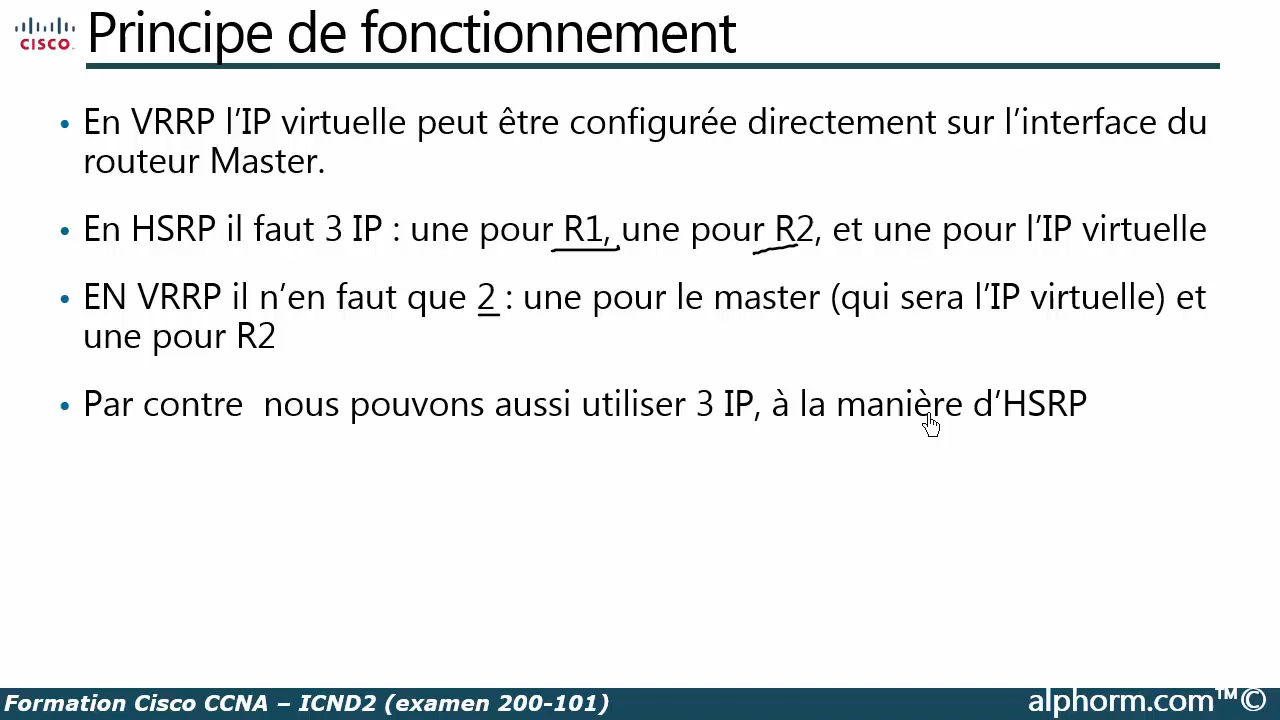 CISCO
Principe de fonctionnement
• En VRRP l'IP virtuelle peut être configurée directement sur l'interface du
routeur Master.
• En HSRP il faut 3 IP : une pour R1, une pour R2, et une pour l'IP virtuelle
• EN VRRP il n'en faut que 2 : une pour le master (qui sera l'IP virtuelle) et
une pour R2
• Par contre  nous pouvons aussi utiliser 3 IP, à la manière d'HSRP
Formation Cisco CCNA – ICND2 (examen 200-101)
alphorm.com™©